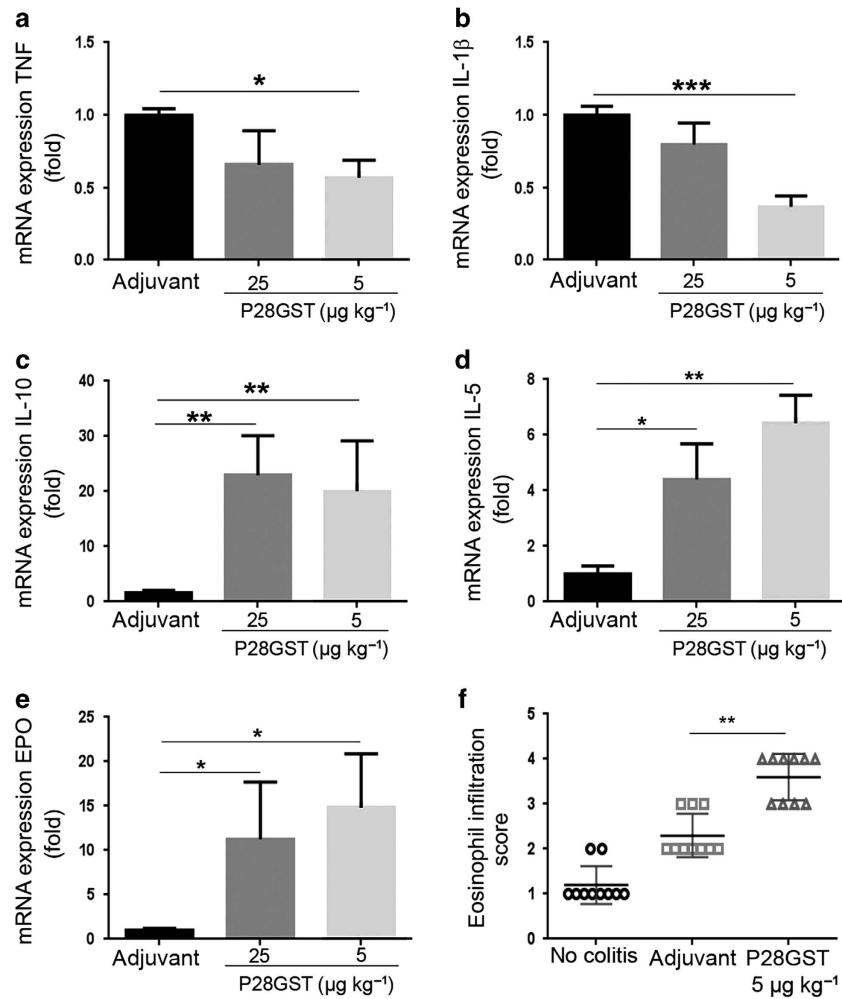 a
mRNA expression TNF
(fold)
1.5
1.0
0.5
0.0
*
Adjuvant
25
5
P28GST (µg kg⁻¹)
b
mRNA expression IL-1β
(fold)
1.5
1.0
0.5
0.0
***
Adjuvant
25
5
P28GST (µg kg⁻¹)
c
mRNA expression IL-10
(fold)
40
30
20
10
0
**
**
Adjuvant
25
5
P28GST (µg kg⁻¹)
d
mRNA expression IL-5
(fold)
8
6
4
2
0
**
*
Adjuvant
25
5
P28GST (µg kg⁻¹)
e
mRNA expression EPO
(fold)
25
20
15
10
5
0
*
*
Adjuvant
25
5
P28GST (µg kg⁻¹)
f
Eosinophil infiltration
score
5
4
3
2
1
0
**
No colitis
Adjuvant
P28GST
5 µg kg⁻¹